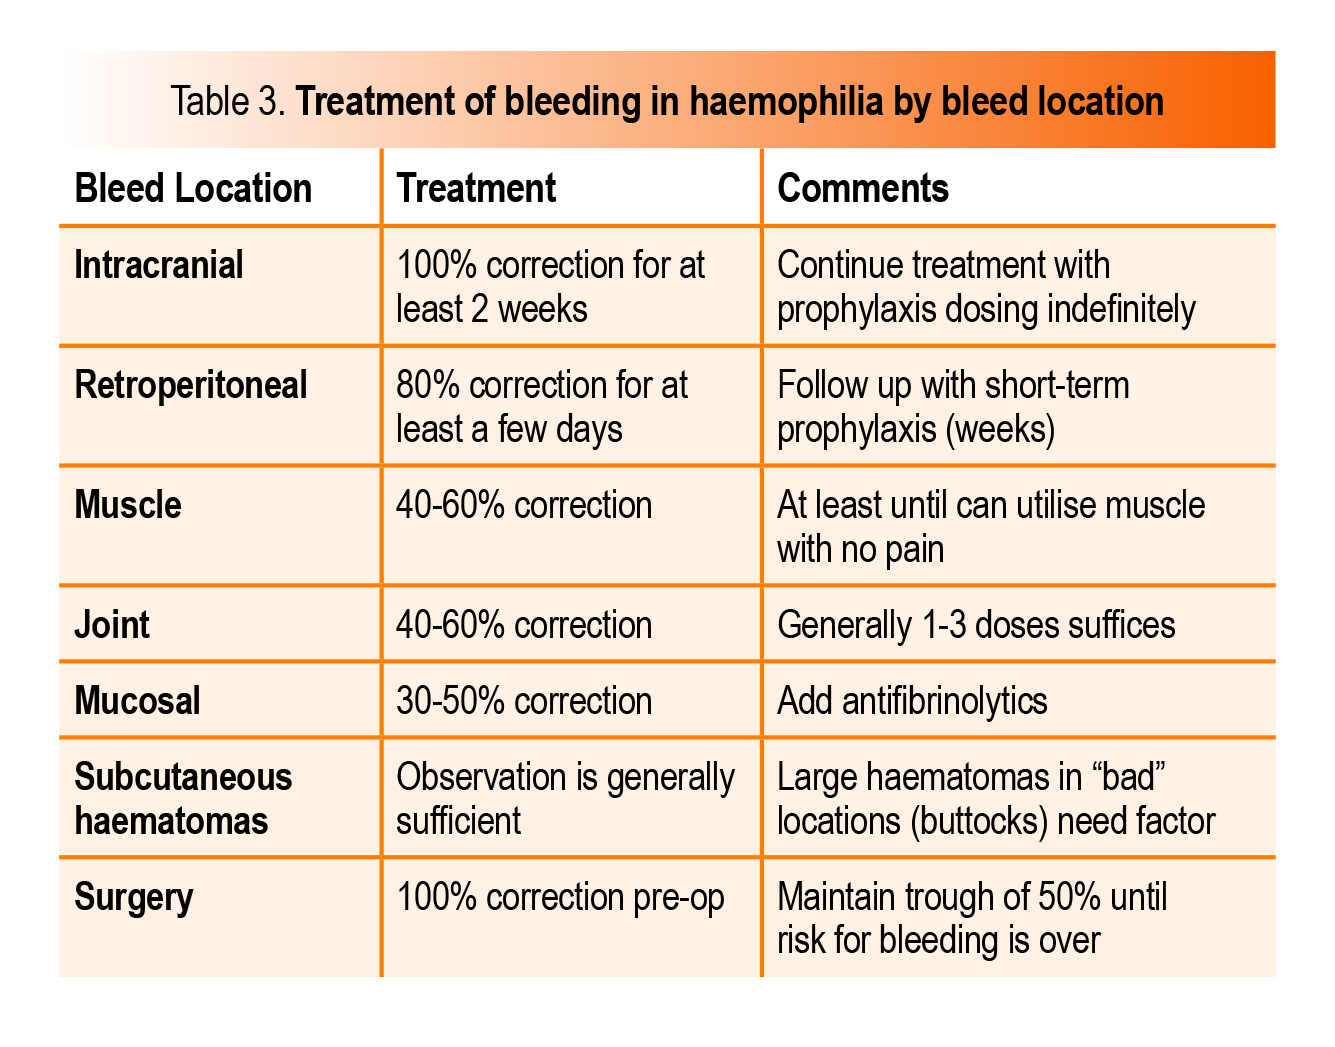 Table 3. Treatment of bleeding in haemophilia by bleed location
Bleed Location Treatment Comments
Intracranial
100% correction for at
least 2 weeks
Continue treatment with
prophylaxis dosing indefinitely
Retroperitoneal
80% correction for at
least a few days
Follow up with short-term
prophylaxis (weeks)
Muscle
40-60% correction
At least until can utilise muscle
with no pain
Joint
40-60% correction
Generally 1-3 doses suffices
Mucosal
30-50% correction
Add antifibrinolytics
Subcutaneous
haematomas
Observation is generally
sufficient
Large haematomas in “bad”
locations (buttocks) need factor
Surgery
100% correction pre-op
Maintain trough of 50% until
risk for bleeding is over